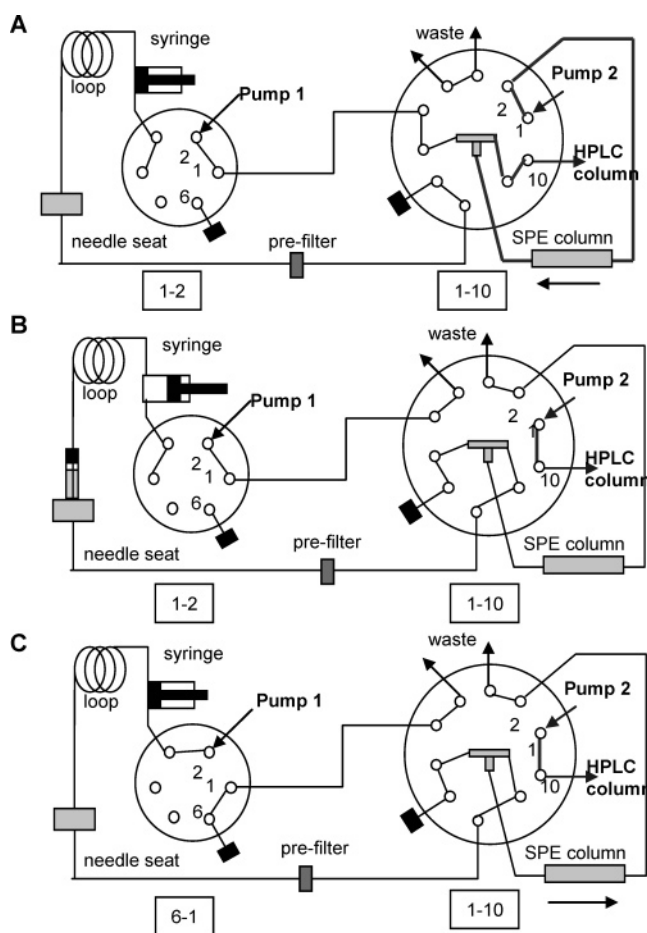 A
syringe
waste
loop
Pump 1
Pump 2
2
1
2
1
6
10
HPLC
column
needle seat
pre-filter
SPE column
1-2
1-10
B
syringe
waste
loop
Pump 1
Pump 2
2
1
2
1
6
10
HPLC
column
needle seat
pre-filter
SPE column
1-2
1-10
C
syringe
waste
loop
Pump 1
Pump 2
2
1
2
1
6
10
HPLC
column
needle seat
pre-filter
SPE column
6-1
1-10